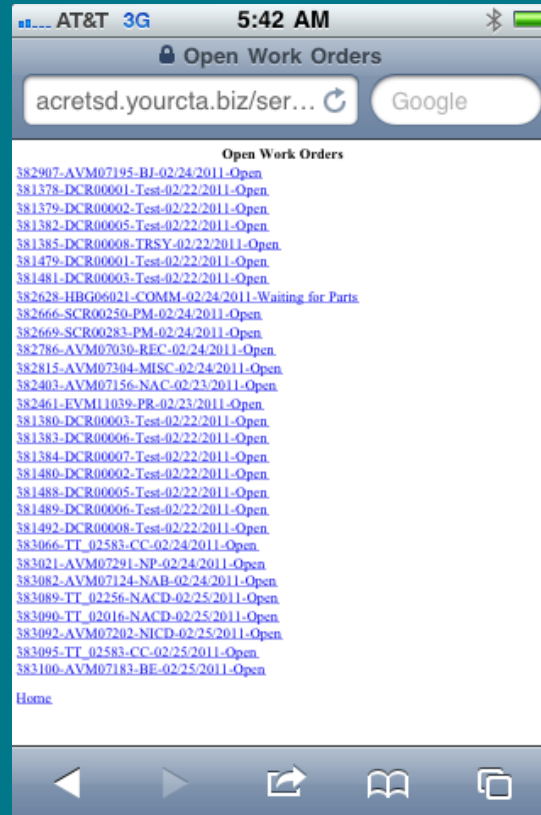 AT&T 3G 5:42 AM
Open Work Orders
acretsd.yourcta.biz/ser... Google
Open Work Orders
382907-AVM07195-BJ-02/24/2011-Open
381378-DCR00001-Test-02/22/2011-Open
381379-DCR00002-Test-02/22/2011-Open
381382-DCR00005-Test-02/22/2011-Open
381385-DCR00008-TRSY-02/22/2011-Open
381479-DCR00001-Test-02/22/2011-Open
381481-DCR00003-Test-02/22/2011-Open
382628-HBG06021-COMM-02/24/2011-Waiting for Parts
382666-SCR00250-PM-02/24/2011-Open
382669-SCR00283-PM-02/24/2011-Open
382786-AVM07030-REC-02/24/2011-Open
382815-AVM07304-MISC-02/24/2011-Open
382403-AVM07156-NAC-02/23/2011-Open
382461-EVM11039-PR-02/23/2011-Open
381380-DCR00003-Test-02/22/2011-Open
381383-DCR00006-Test-02/22/2011-Open
381384-DCR00007-Test-02/22/2011-Open
381480-DCR00002-Test-02/22/2011-Open
381488-DCR00005-Test-02/22/2011-Open
381489-DCR00006-Test-02/22/2011-Open
381492-DCR00008-Test-02/22/2011-Open
383066-TT_02583-CC-02/24/2011-Open
383021-AVM07291-NP-02/24/2011-Open
383082-AVM07124-NAB-02/24/2011-Open
383089-TT_02256-NACD-02/25/2011-Open
383090-TT_02016-NACD-02/25/2011-Open
383092-AVM07202-NICD-02/25/2011-Open
383095-TT_02583-CC-02/25/2011-Open
383100-AVM07183-BE-02/25/2011-Open
Home